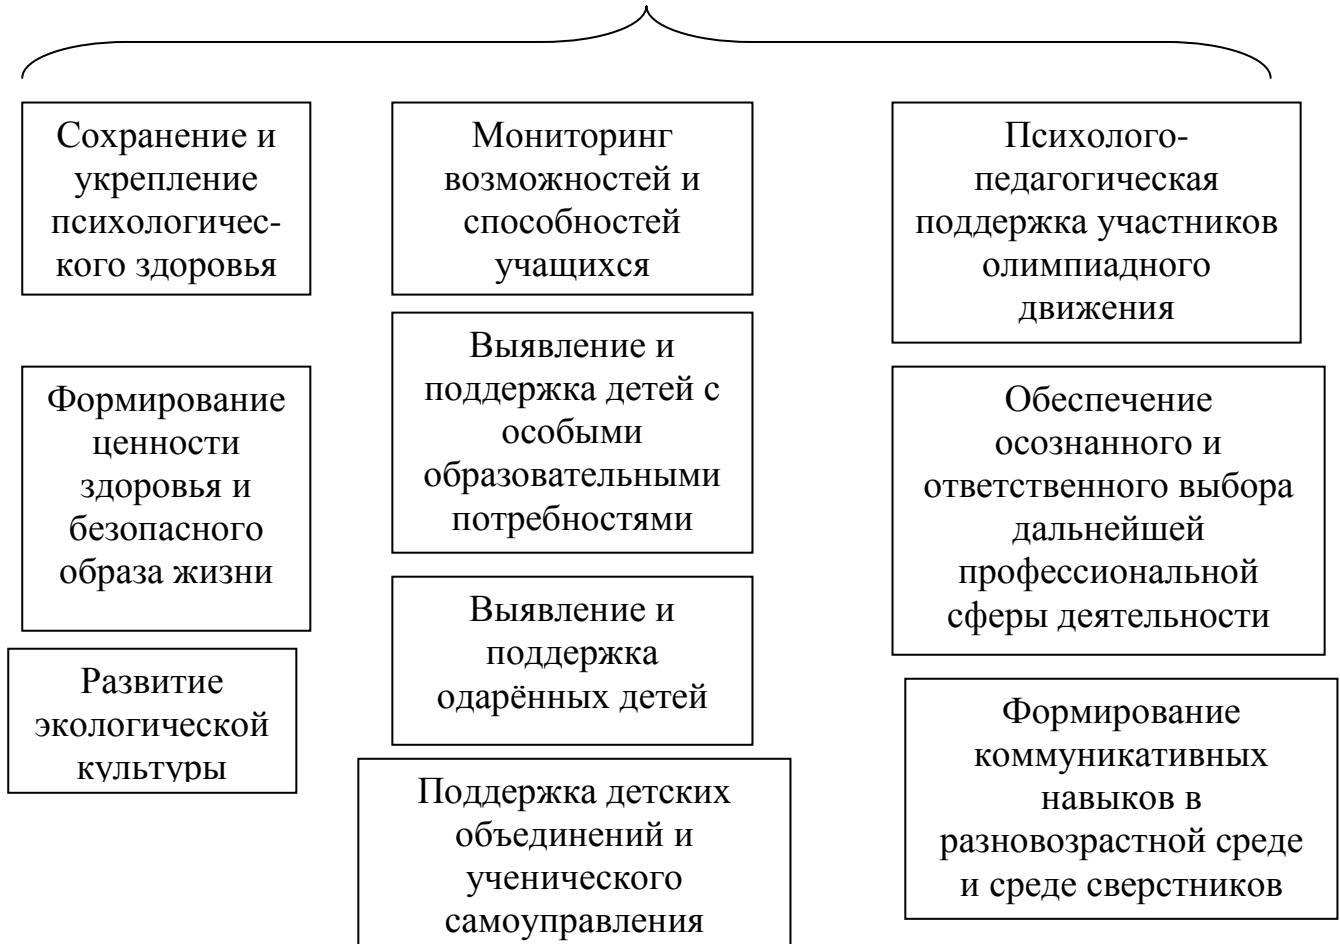 Сохранение и
укрепление
психологичес-
кого здоровья
Формирование
ценности
здоровья и
безопасного
образа жизни
Развитие
экологической
культуры
Мониторинг
возможностей и
способностей
учащихся
Выявление и
поддержка детей с
особыми
образовательными
потребностями
Выявление и
поддержка
одарённых детей
Поддержка детских
объединений и
ученического
самоуправления
Психолого-
педагогическая
поддержка участников
олимпиадного
движения
Обеспечение
осознанного и
ответственного выбора
дальнейшей
профессиональной
сферы деятельности
Формирование
коммуникативных
навыков в
разновозрастной среде
и среде сверстников